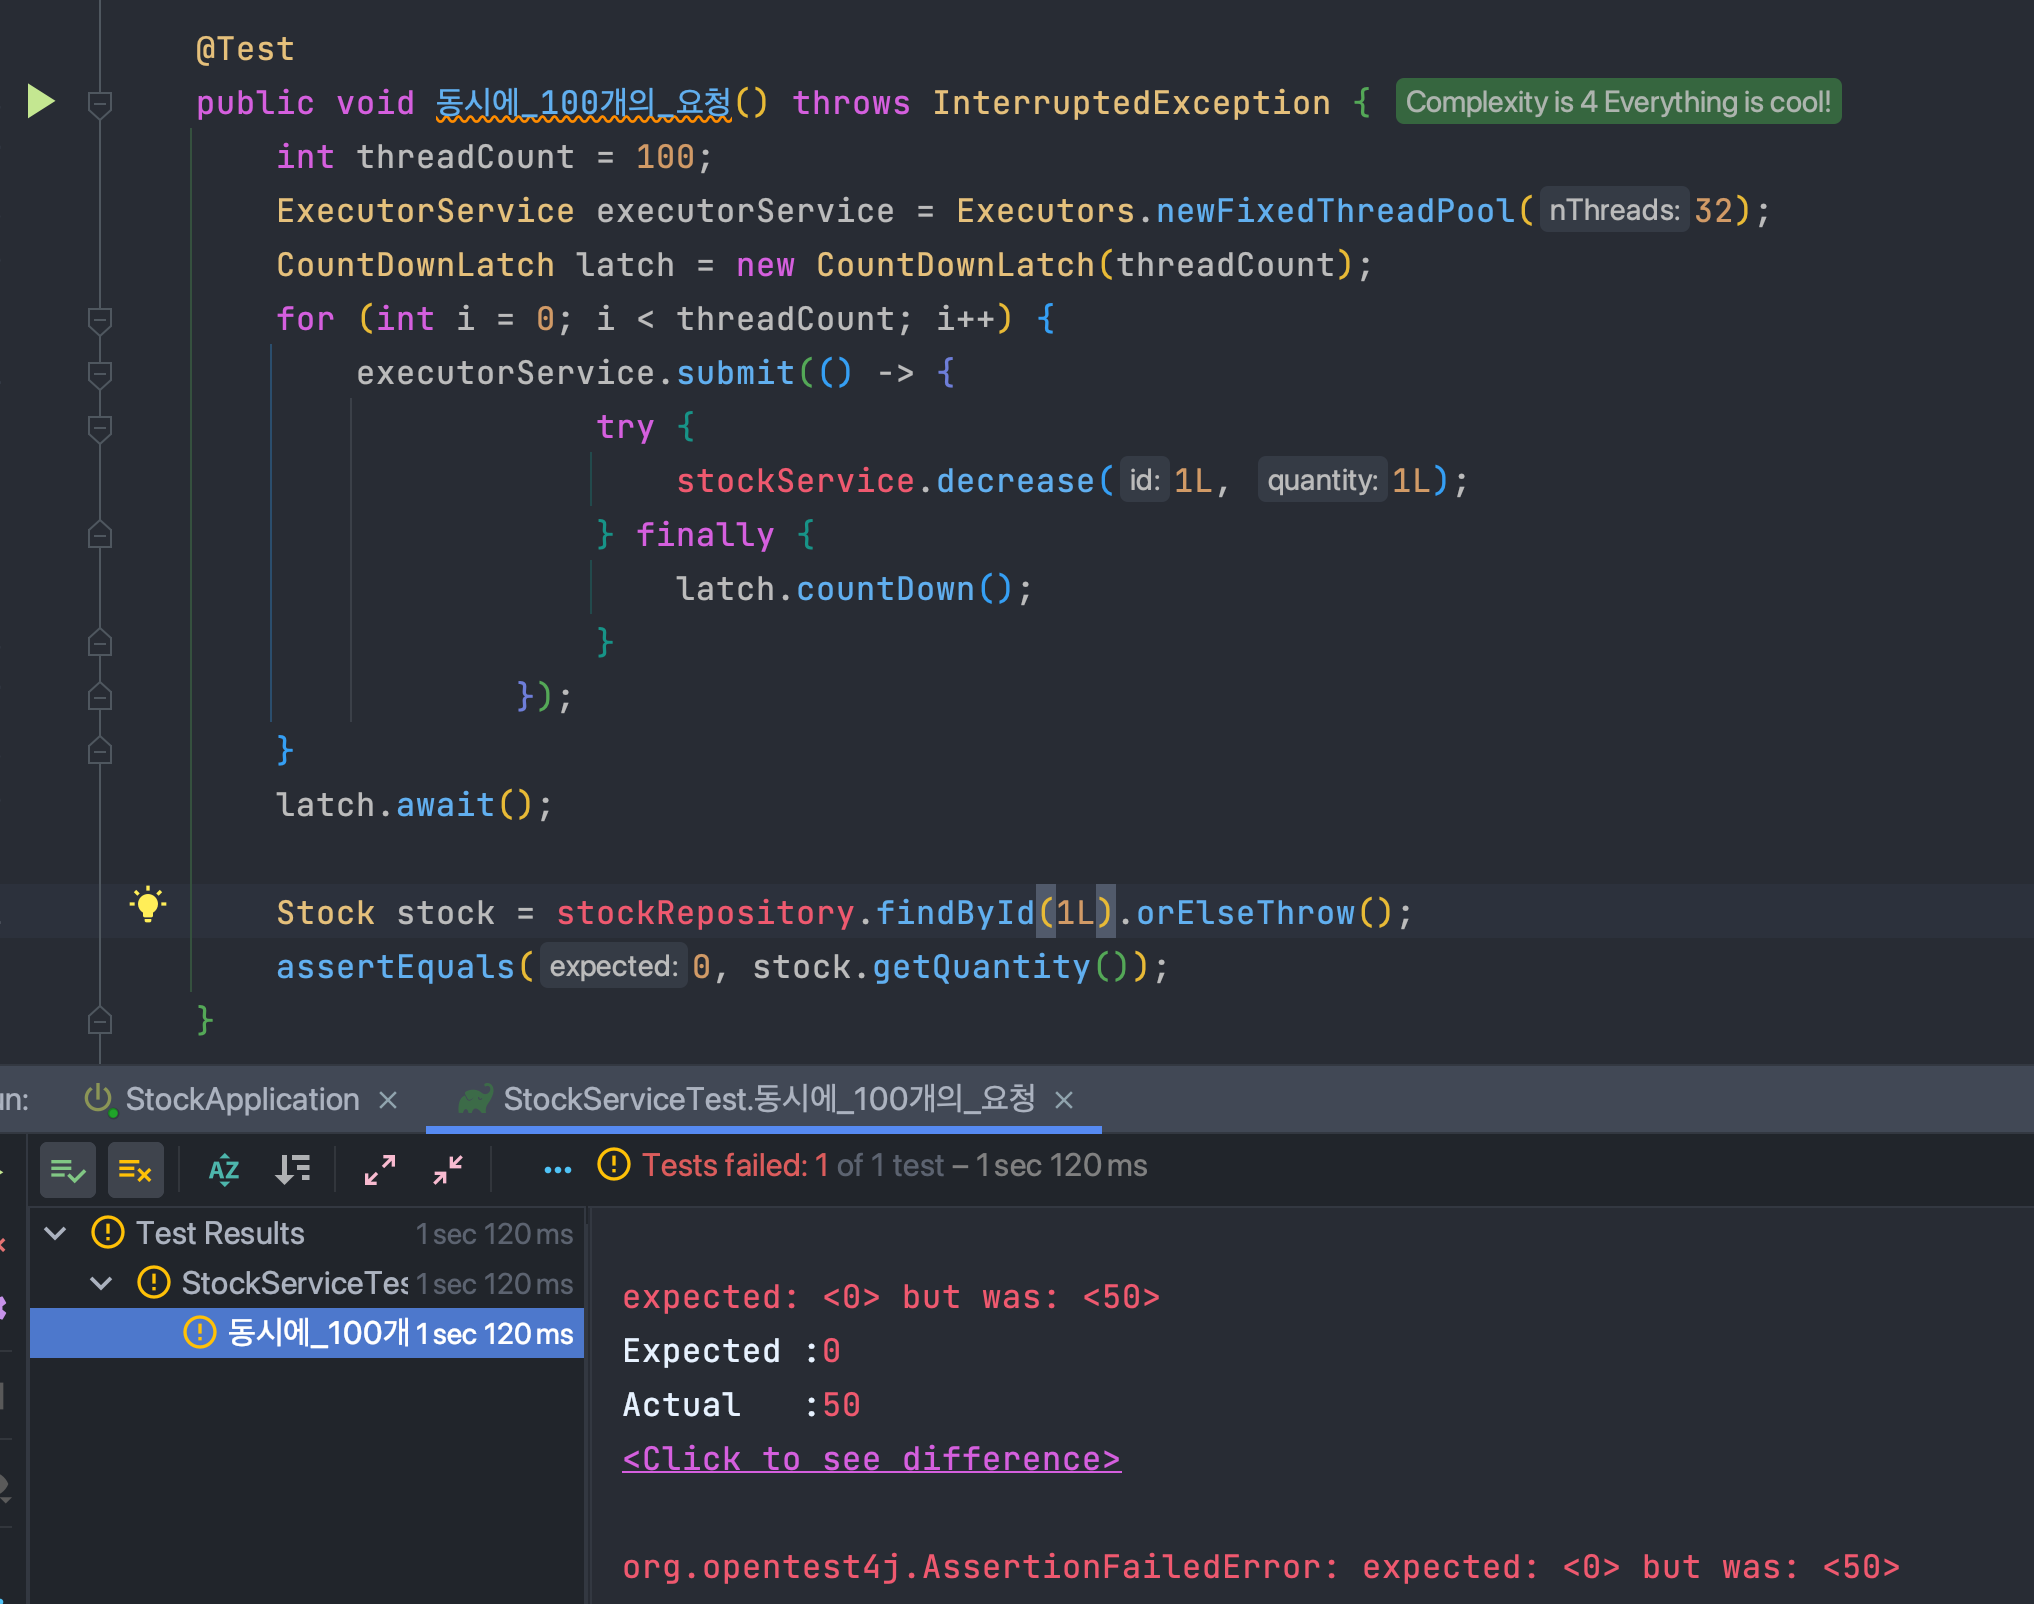 @Test
public void 동시에_100개의_요청() throws InterruptedException { Complexity is 4 Everything is cool!
int threadCount = 100;
ExecutorService executorService = Executors.newFixedThreadPool( nThreads: 32);
CountDownLatch latch = new CountDownLatch(threadCount);
for (int i = 0; i < threadCount; i++) {
executorService.submit(() -> {
try {
stockService.decrease( id: 1L, quantity: 1L);
} finally {
latch.countDown();
}
});
}
latch.await();
Stock stock = stockRepository.findById(1L).orElseThrow();
assertEquals( expected: 0, stock.getQuantity());
}
un: StockApplication × StockServiceTest.동시에_100개의_요청 ×
Tests failed: 1 of 1 test – 1 sec 120 ms
Test Results 1 sec 120 ms
StockServiceTes 1 sec 120 ms
동시에_100개 1 sec 120 ms
expected: <0> but was: <50>
Expected :0
Actual :50
<Click to see difference>
org.opentest4j.AssertionFailedError: expected: <0> but was: <50>